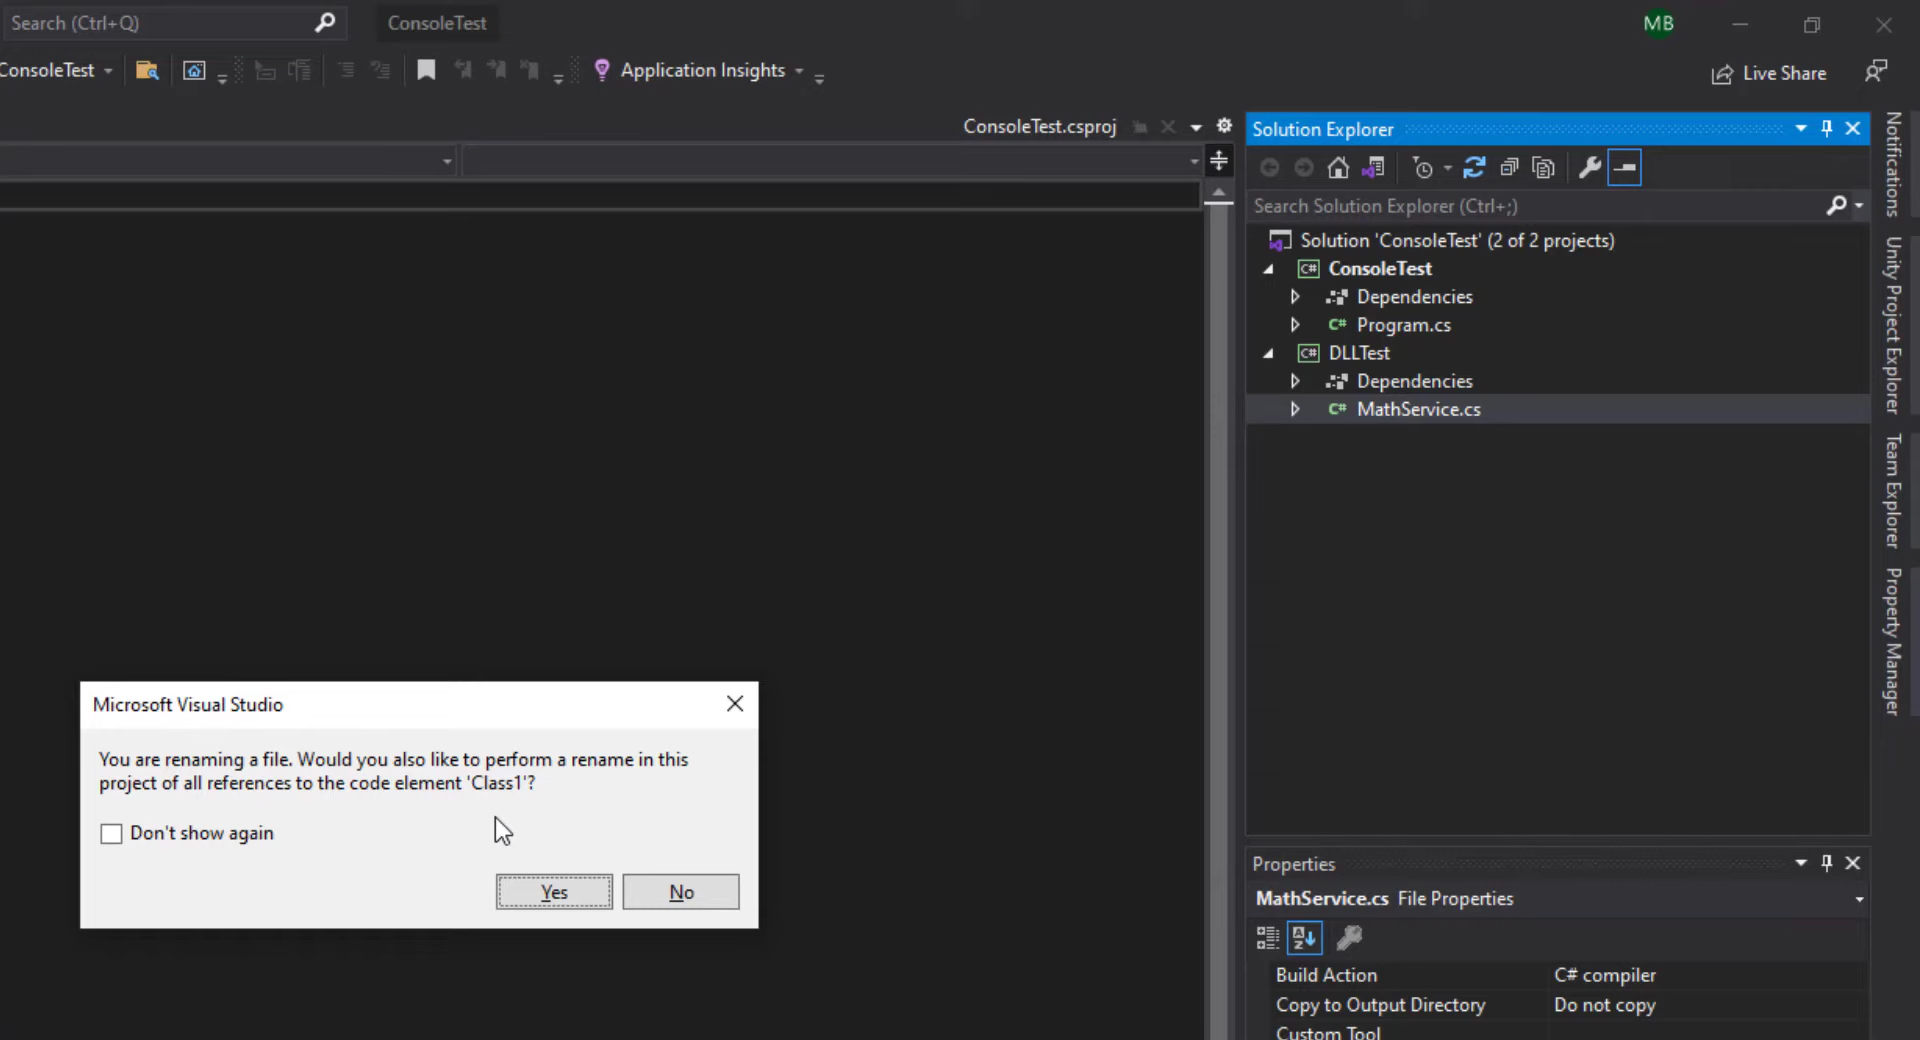 Search (Ctrl+Q)
ConsoleTest
MB
ConsoleTest
Application Insights
Live Share
ConsoleTest.csproj
Solution Explorer
Search Solution Explorer (Ctrl+;)
Solution 'ConsoleTest' (2 of 2 projects)
C# ConsoleTest
Dependencies
C# Program.cs
C# DLLTest
Dependencies
C# MathService.cs
Notifications
Unity Project Explorer
Team Explorer
Property Manager
Microsoft Visual Studio
You are renaming a file. Would you also like to perform a rename in this
project of all references to the code element 'Class1'?
Don't show again
Yes
No
Properties
MathService.cs File Properties
Build Action C# compiler
Copy to Output Directory Do not copy
Custom Tool